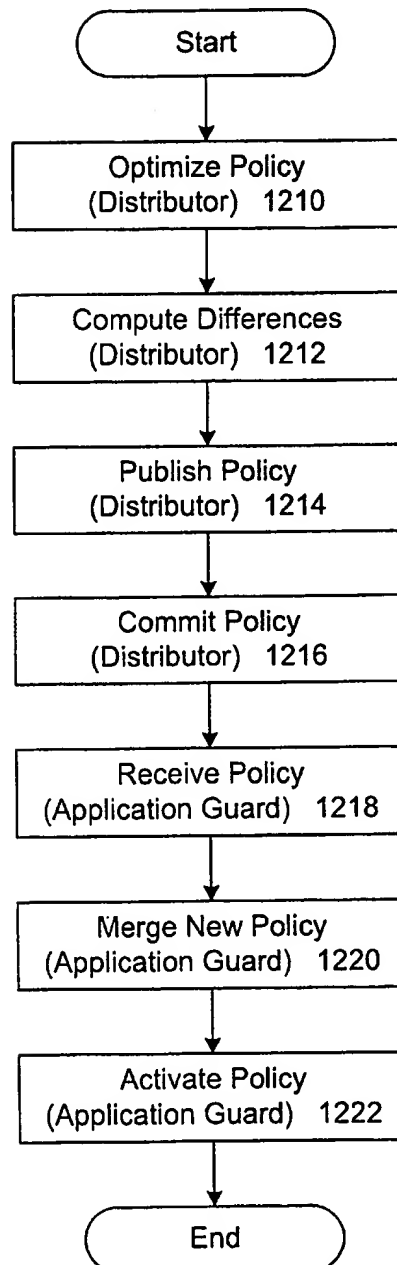 Start
Optimize Policy
(Distributor) 1210
Compute Differences
(Distributor) 1212
Publish Policy
(Distributor) 1214
Commit Policy
(Distributor) 1216
Receive Policy
(Application Guard) 1218
Merge New Policy
(Application Guard) 1220
Activate Policy
(Application Guard) 1222
End